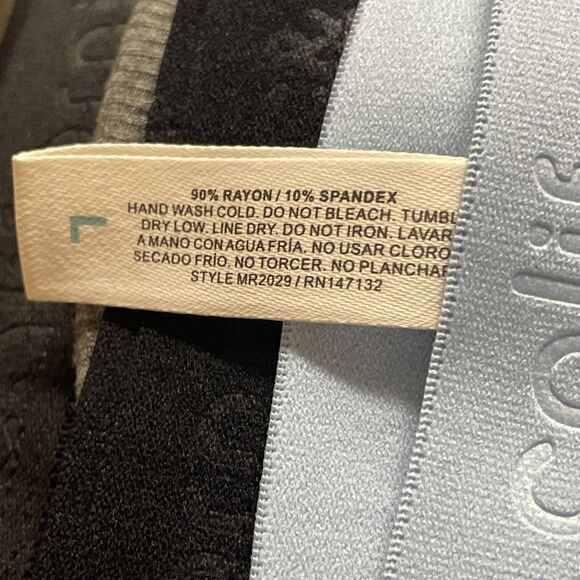 90% RAYON / 10% SPANDEX
HAND WASH COLD. DO NOT BLEACH. TUMBL
DRY LOW. LINE DRY. DO NOT IRON. LAVAR
A MANO CON AGUA FRÍA. NO USAR CLORO
SECADO FRÍO. NO TORCER. NO PLANCHAR
STYLE MR2029 / RN147132
L
calif